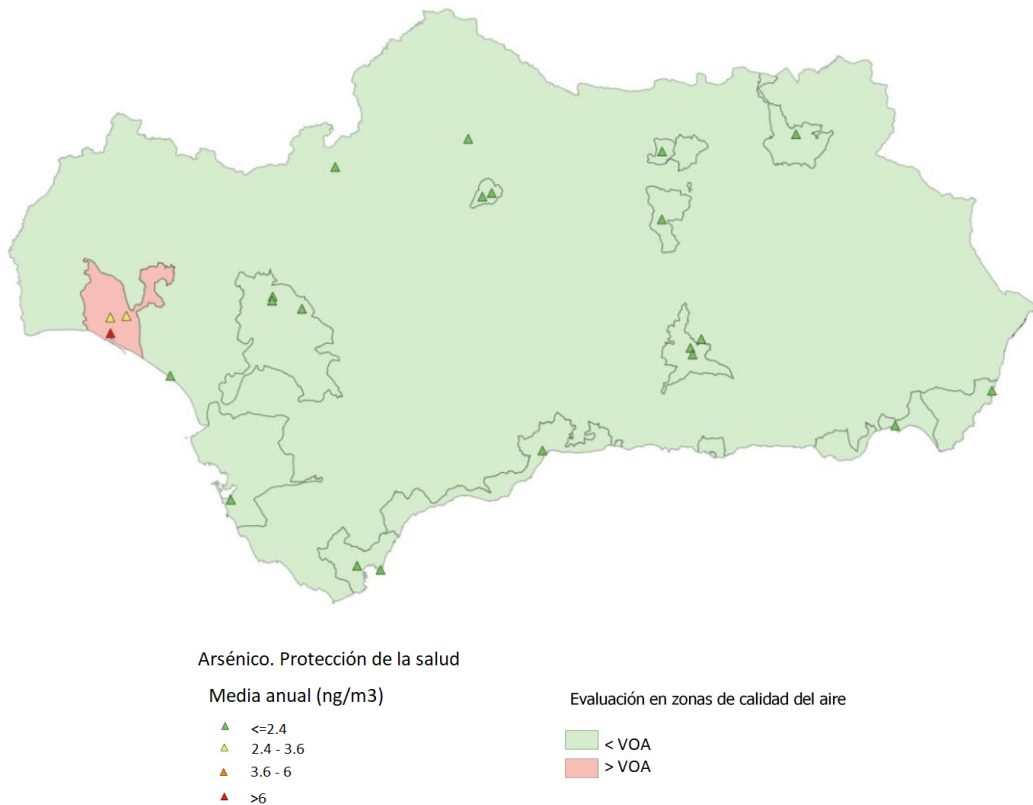 Arsénico. Protección de la salud
Media anual (ng/m3)
<=2.4
2.4 - 3.6
3.6 - 6
>6
Evaluación en zonas de calidad del aire
< VOA
> VOA